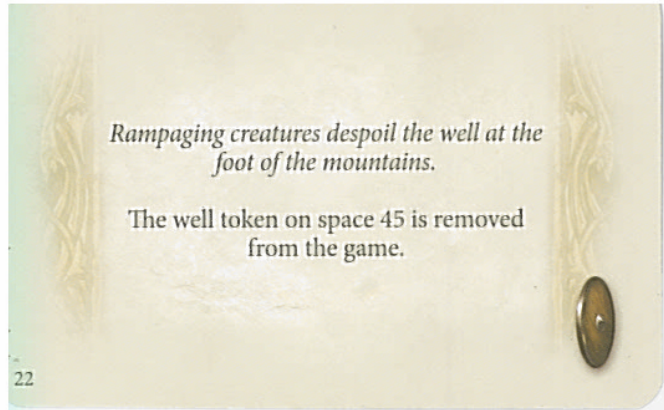 Rampaging creatures despoil the well at the
foot of the mountains.
The well token on space 45 is removed
from the game.
22